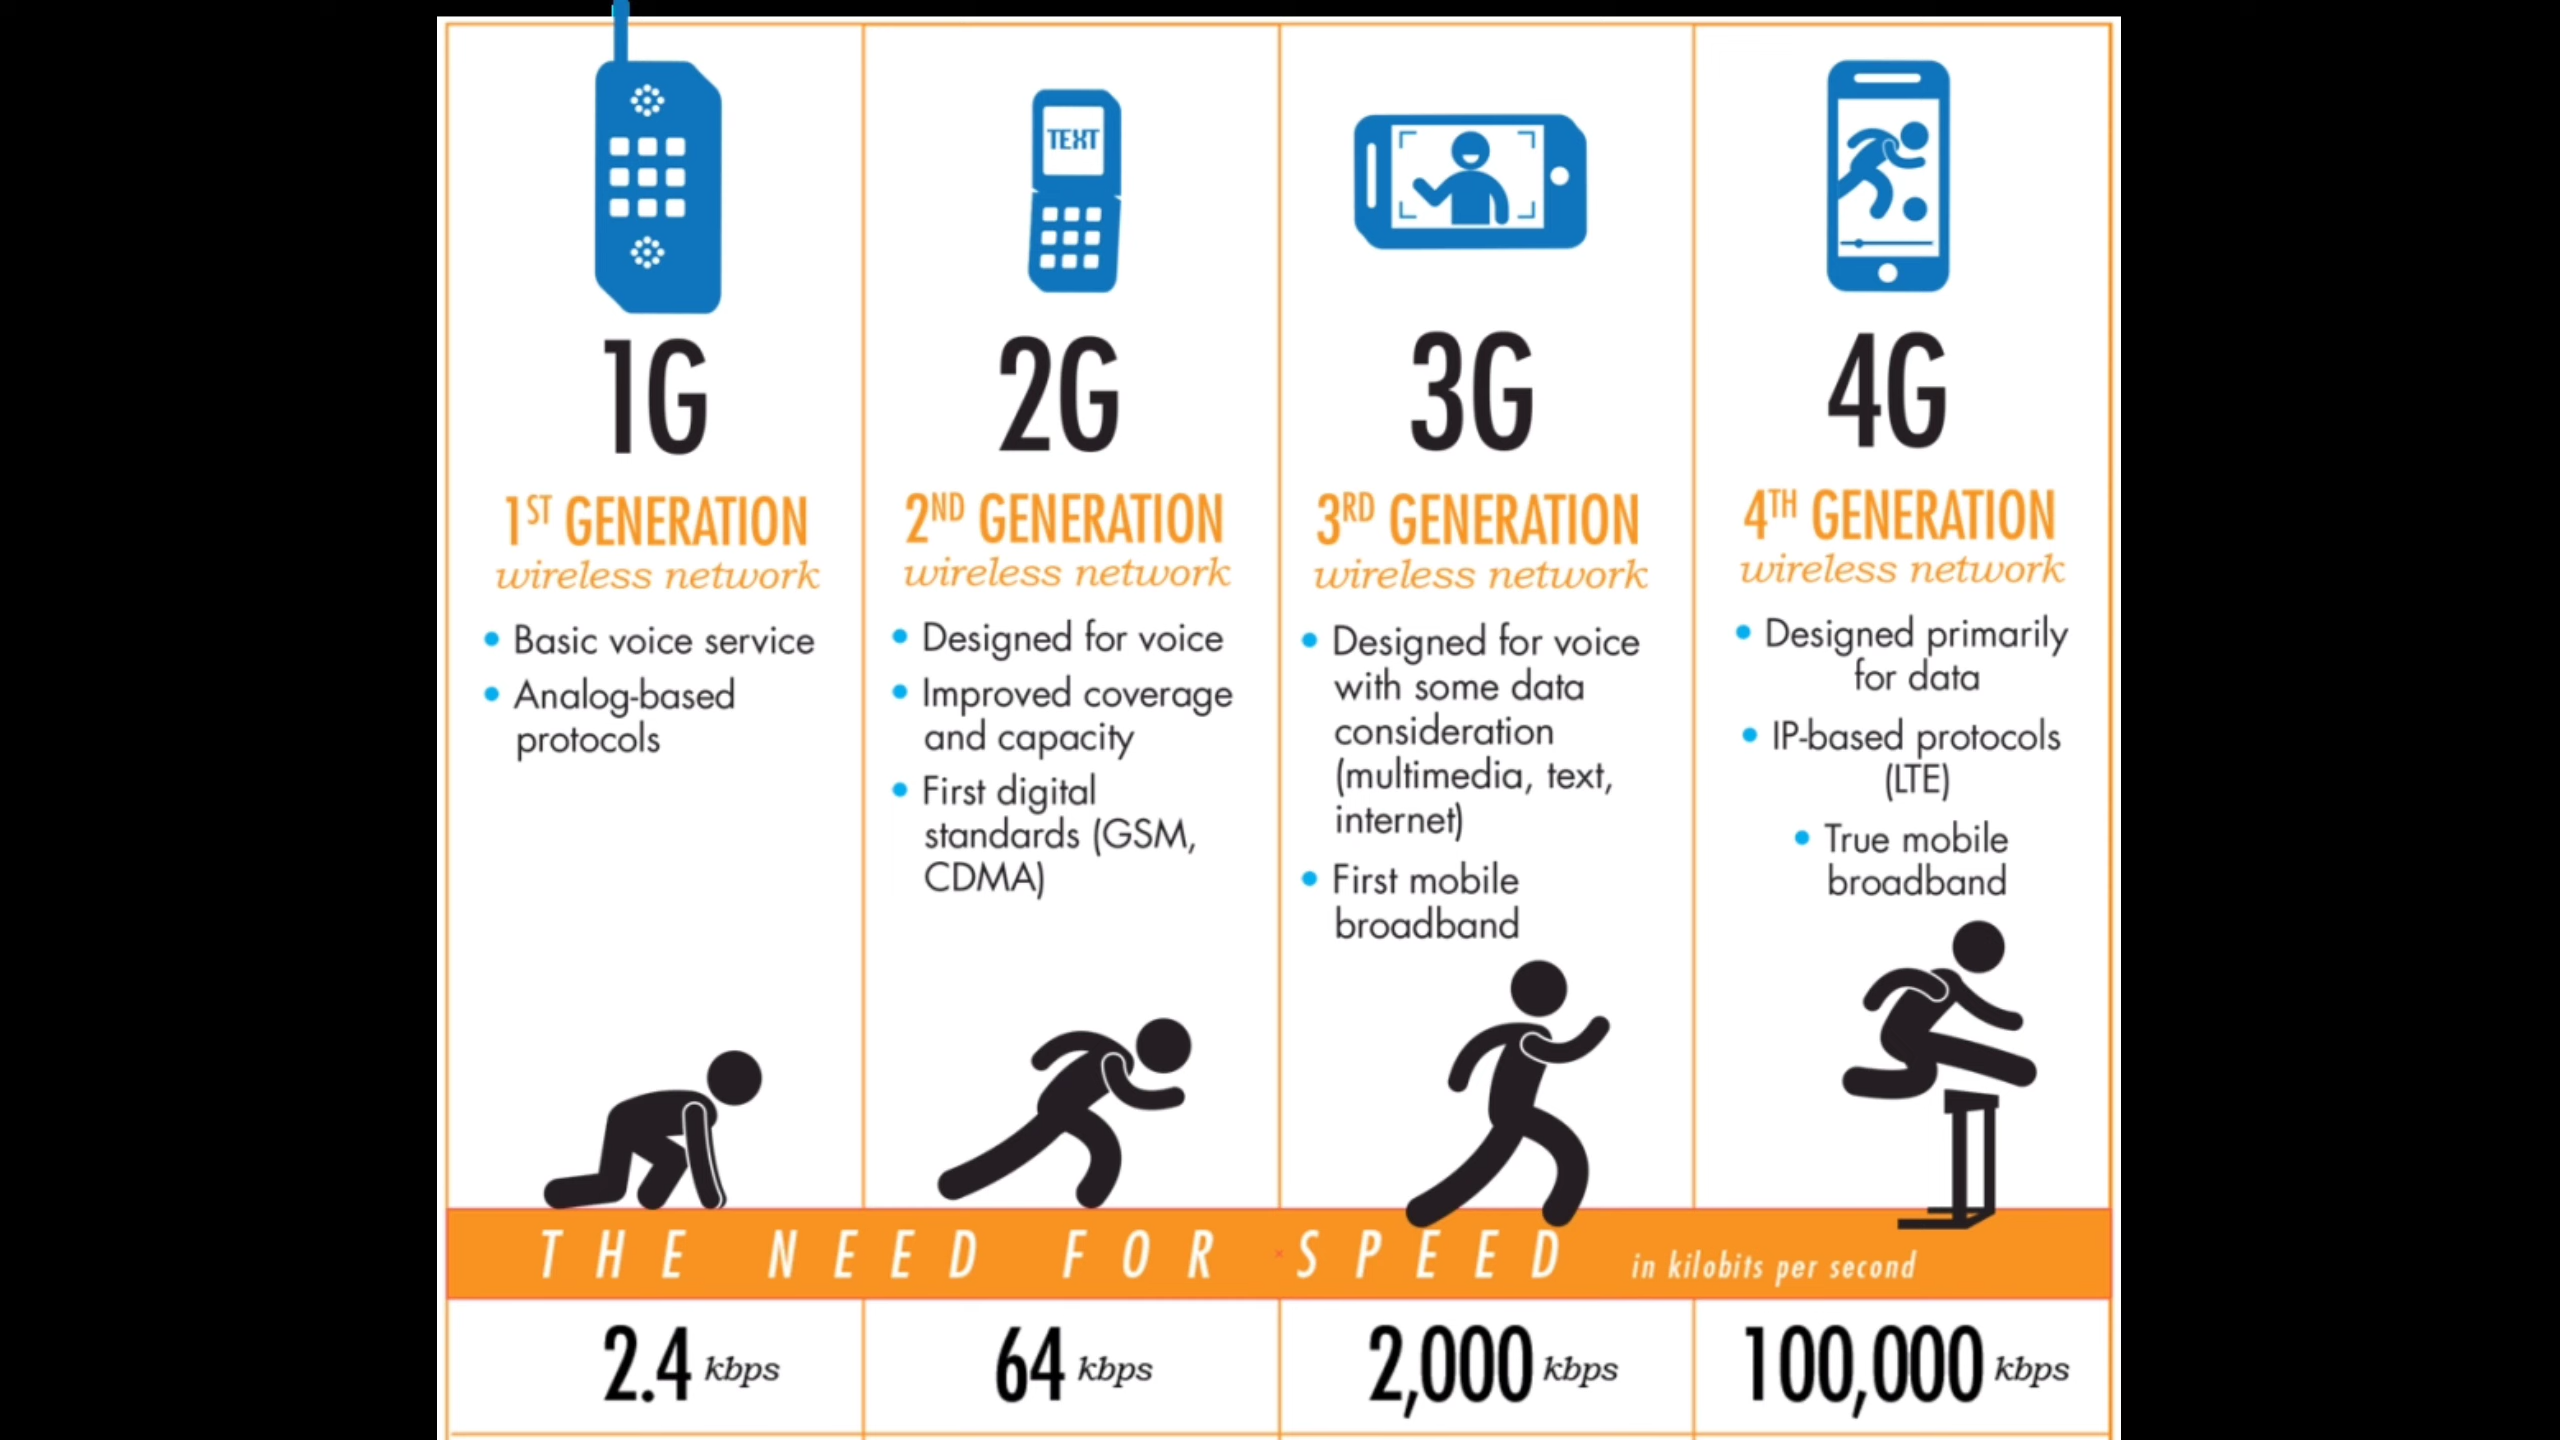 TEXT
1G
1ST GENERATION
wireless network
• Basic voice service
• Analog-based
protocols
2G
2ND GENERATION
wireless network
• Designed for voice
• Improved coverage
and capacity
• First digital
standards (GSM,
CDMA)
3G
3RD GENERATION
wireless network
• Designed for voice
with some data
consideration
(multimedia, text,
internet)
• First mobile
broadband
4G
4TH GENERATION
wireless network
• Designed primarily
for data
• IP-based protocols
(LTE)
• True mobile
broadband
THE NEED FOR SPEED in kilobits per second
2.4 kbps
64 kbps
2,000 kbps
100,000 kbps